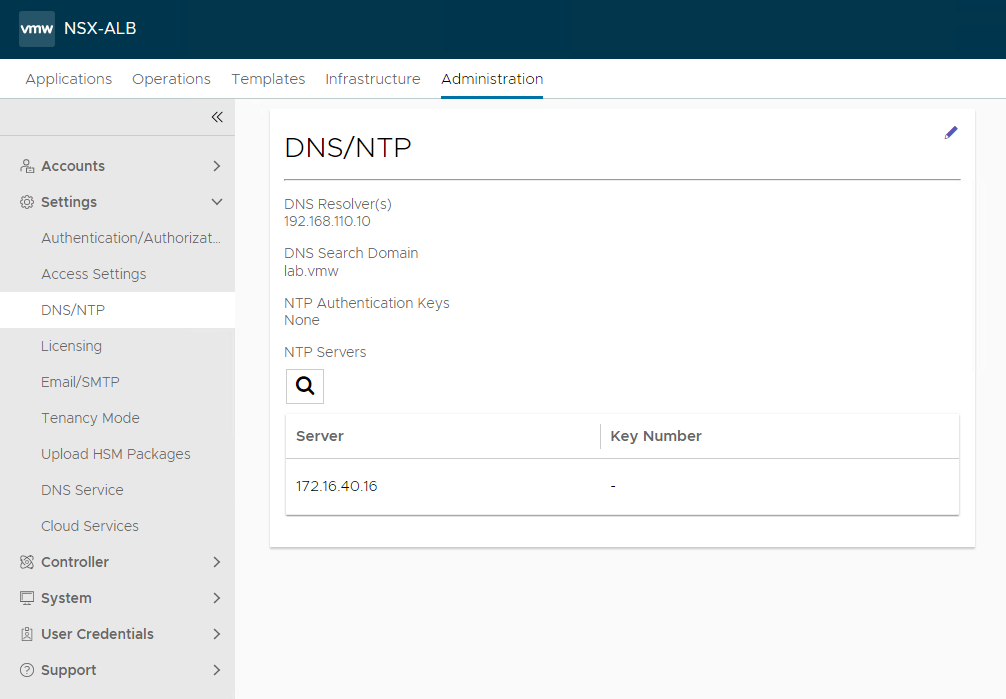 vmw NSX-ALB
Applications Operations Templates Infrastructure Administration
Accounts
Settings
Authentication/Authorizat...
Access Settings
DNS/NTP
Licensing
Email/SMTP
Tenancy Mode
Upload HSM Packages
DNS Service
Cloud Services
Controller
System
User Credentials
Support
DNS/NTP
DNS Resolver(s)
192.168.110.10
DNS Search Domain
lab.vmw
NTP Authentication Keys
None
NTP Servers
Server Key Number
172.16.40.16 -